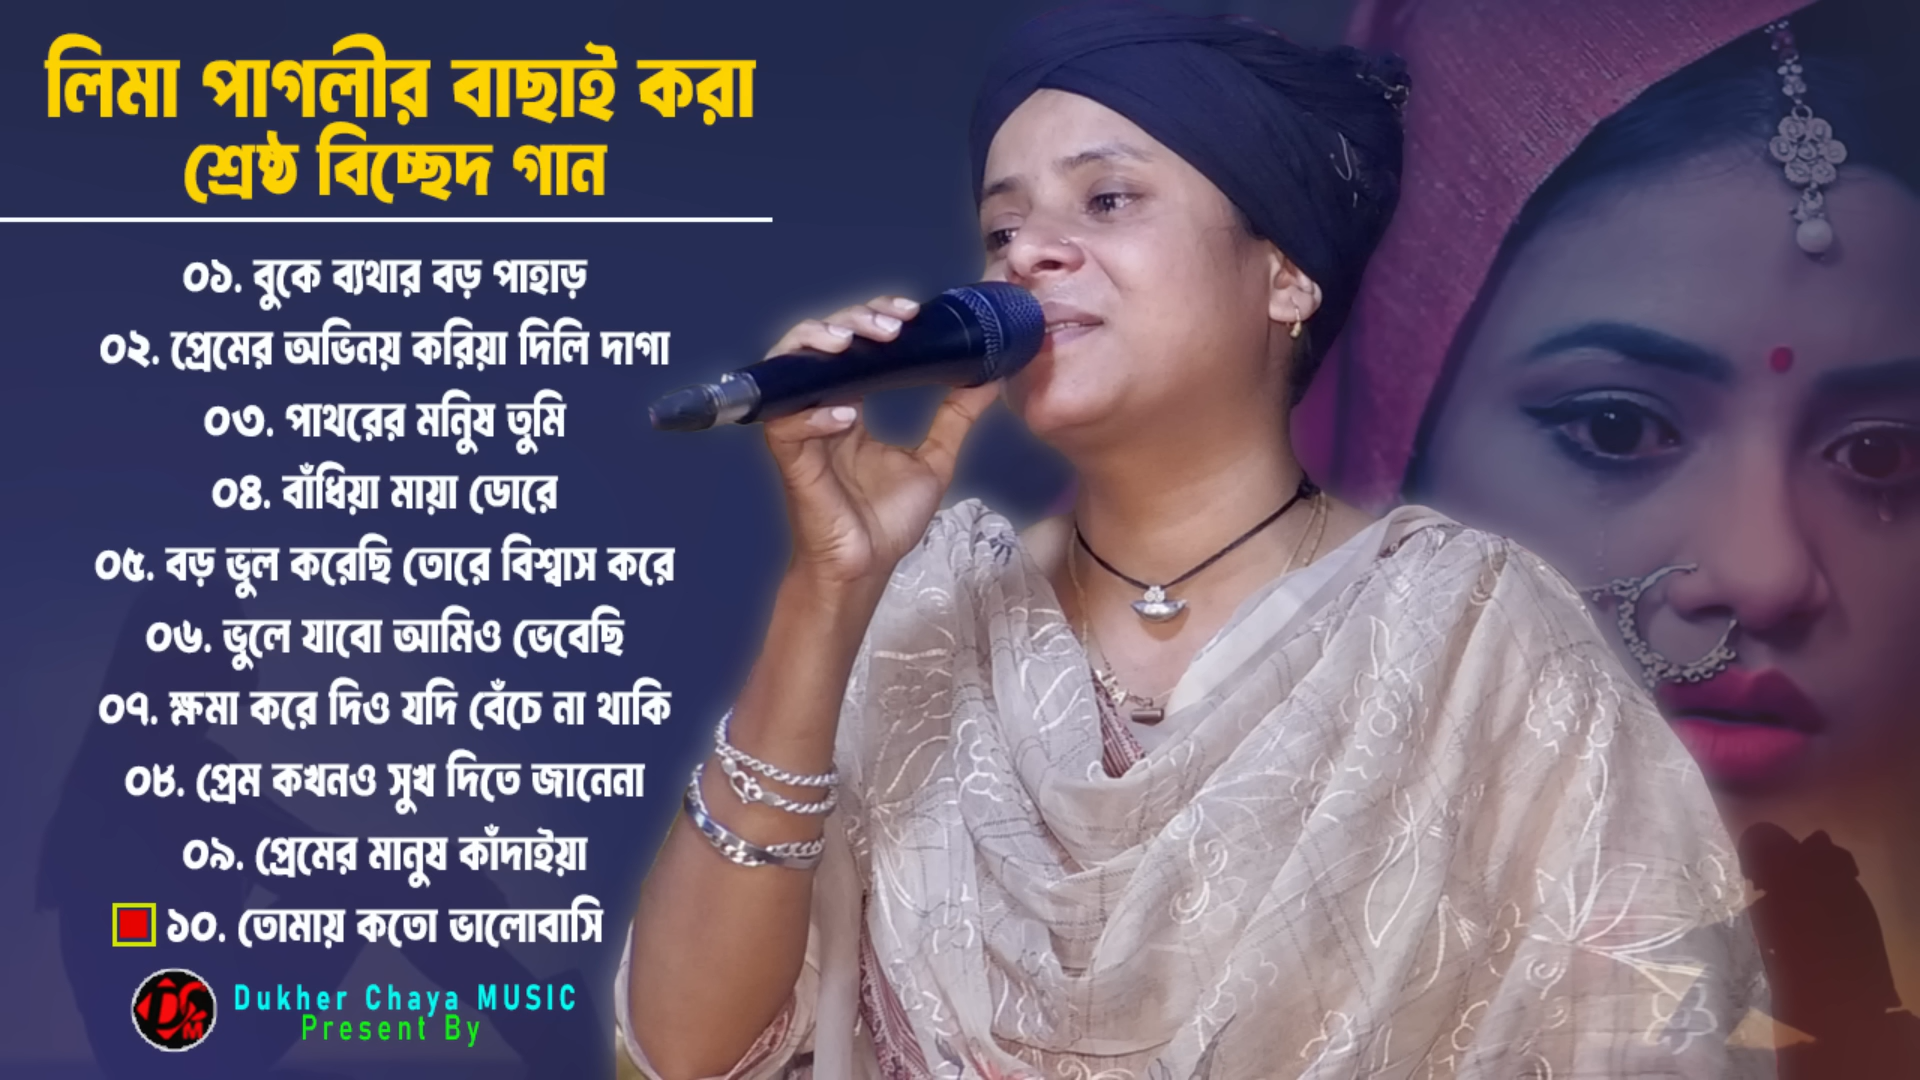 লিমা পাগলীর বাছাই করা
শ্রেষ্ঠ বিচ্ছেদ গান
০১. বুকে ব্যথার বড় পাহাড়
০২. প্রেমের অভিনয় করিয়া দিলি দাগা
০৩. পাথরের মানুিষ তুমি
০৪. বাঁধিয়া মায়া ডোরে
০৫. বড় ভুল করেছি তোরে বিশ্বাস করে
০৬. ভুলে যাবো আমিও ভেবেছি
০৭. ক্ষমা করে দিও যদি বেঁচে না থাকি
০৮. প্রেম কখনও সুখ দিতে জানেনা
০৯. প্রেমের মানুষ কাঁদাইয়া
১০. তোমায় কতো ভালোবাসি
Dukher Chaya MUSIC
Present By